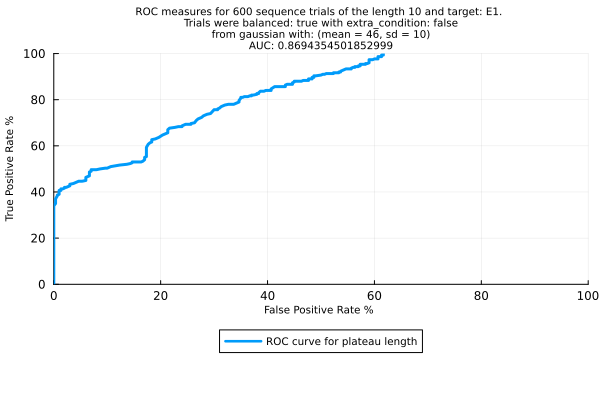 ROC measures for 600 sequence trials of the length 10 and target: E1.
Trials were balanced: true with extra_condition: false
from gaussian with: (mean = 46, sd = 10)
AUC: 0.8694354501852999
100
80
60
40
20
0
True Positive Rate %
0 20 40 60 80 100
False Positive Rate %
ROC curve for plateau length